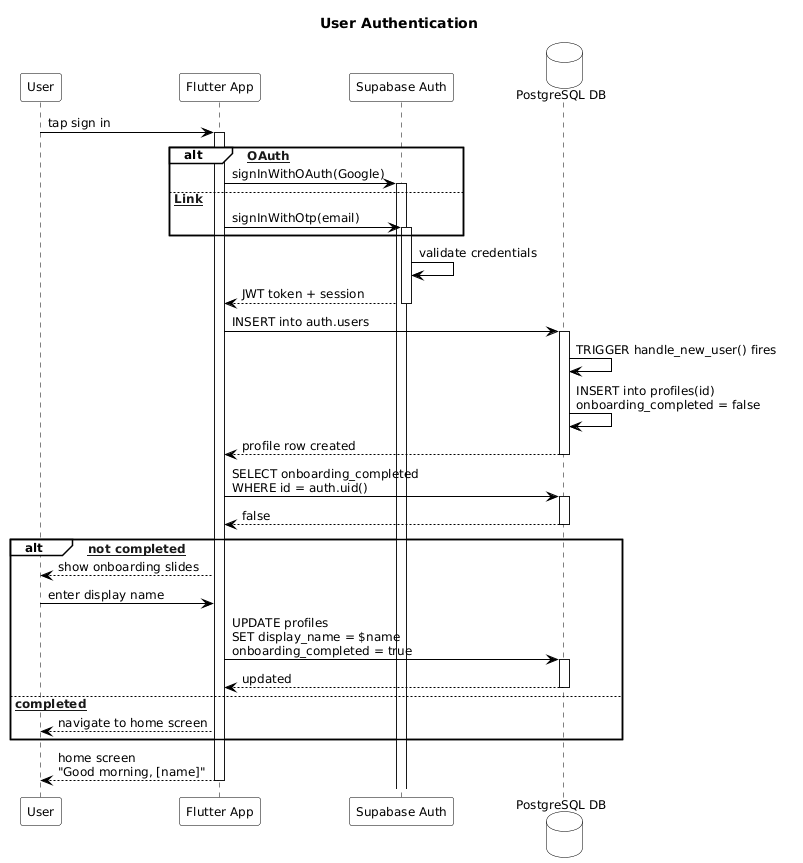 User Authentication
User
Flutter App
Supabase Auth
PostgreSQL DB
tap sign in
alt
OAuth
signInWithOAuth(Google)
Link
signInWithOtp(email)
validate credentials
JWT token + session
INSERT into auth.users
TRIGGER handle_new_user() fires
INSERT into profiles(id)
onboarding_completed = false
profile row created
SELECT onboarding_completed
WHERE id = auth.uid()
false
alt
not completed
show onboarding slides
enter display name
UPDATE profiles
SET display_name = $name
onboarding_completed = true
updated
completed
navigate to home screen
home screen
"Good morning, [name]"
User
Flutter App
Supabase Auth
PostgreSQL DB